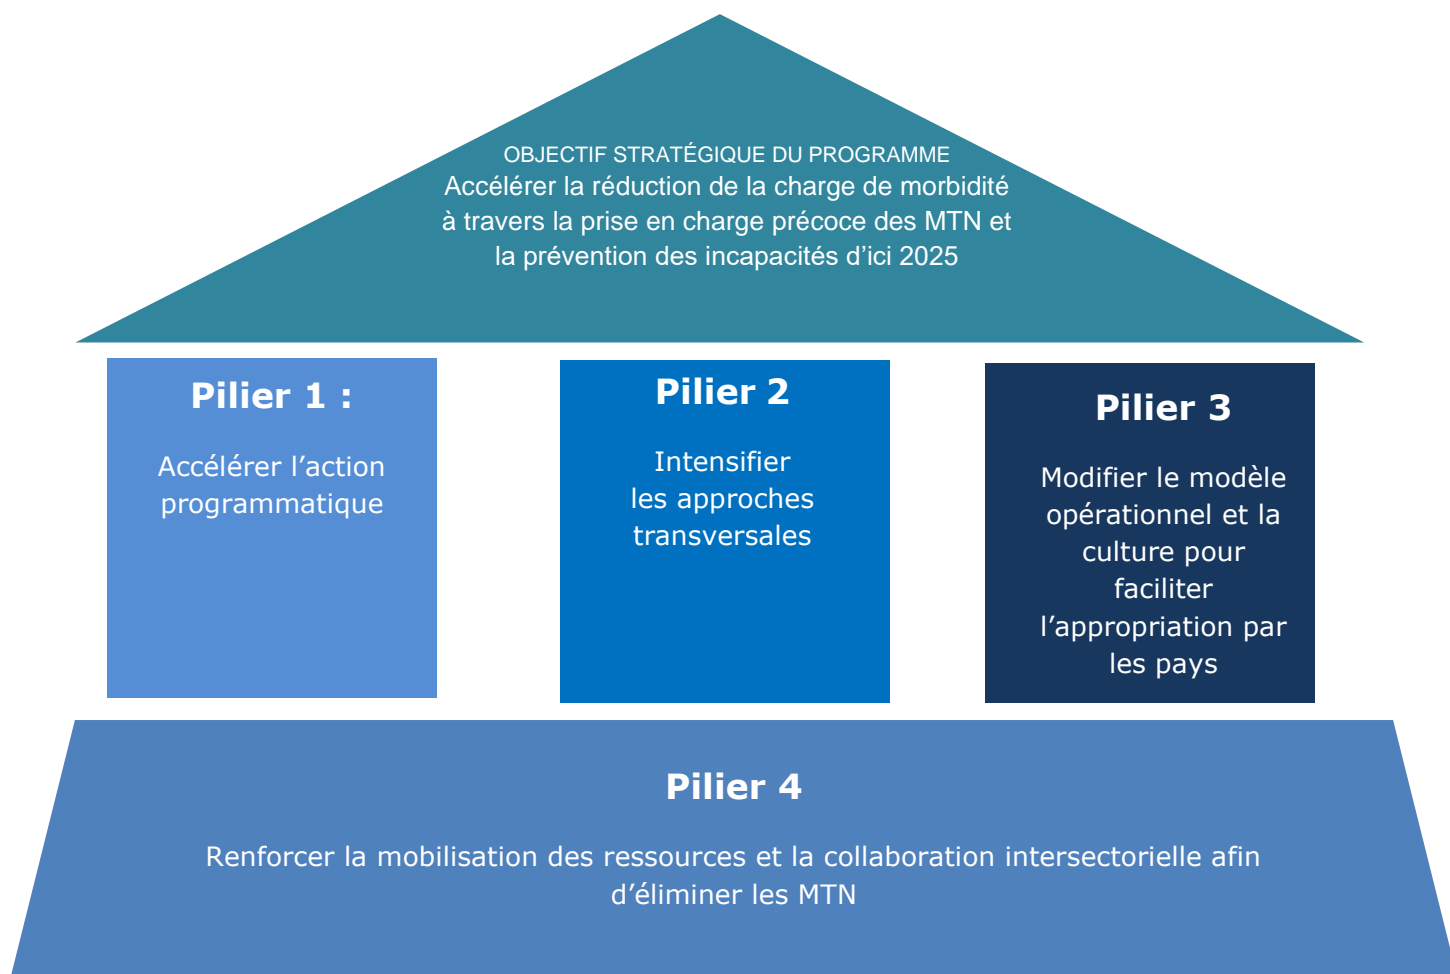 OBJECTIF STRATÉGIQUE DU PROGRAMME
Accélérer la réduction de la charge de morbidité
à travers la prise en charge précoce des MTN et
la prévention des incapacités d’ici 2025
Pilier 1 :
Accélérer l’action
programmatique
Pilier 2
Intensifier
les approches
transversales
Pilier 3
Modifier le modèle
opérationnel et la
culture pour
faciliter
l’appropriation par
les pays
Pilier 4
Renforcer la mobilisation des ressources et la collaboration intersectorielle afin
d’éliminer les MTN